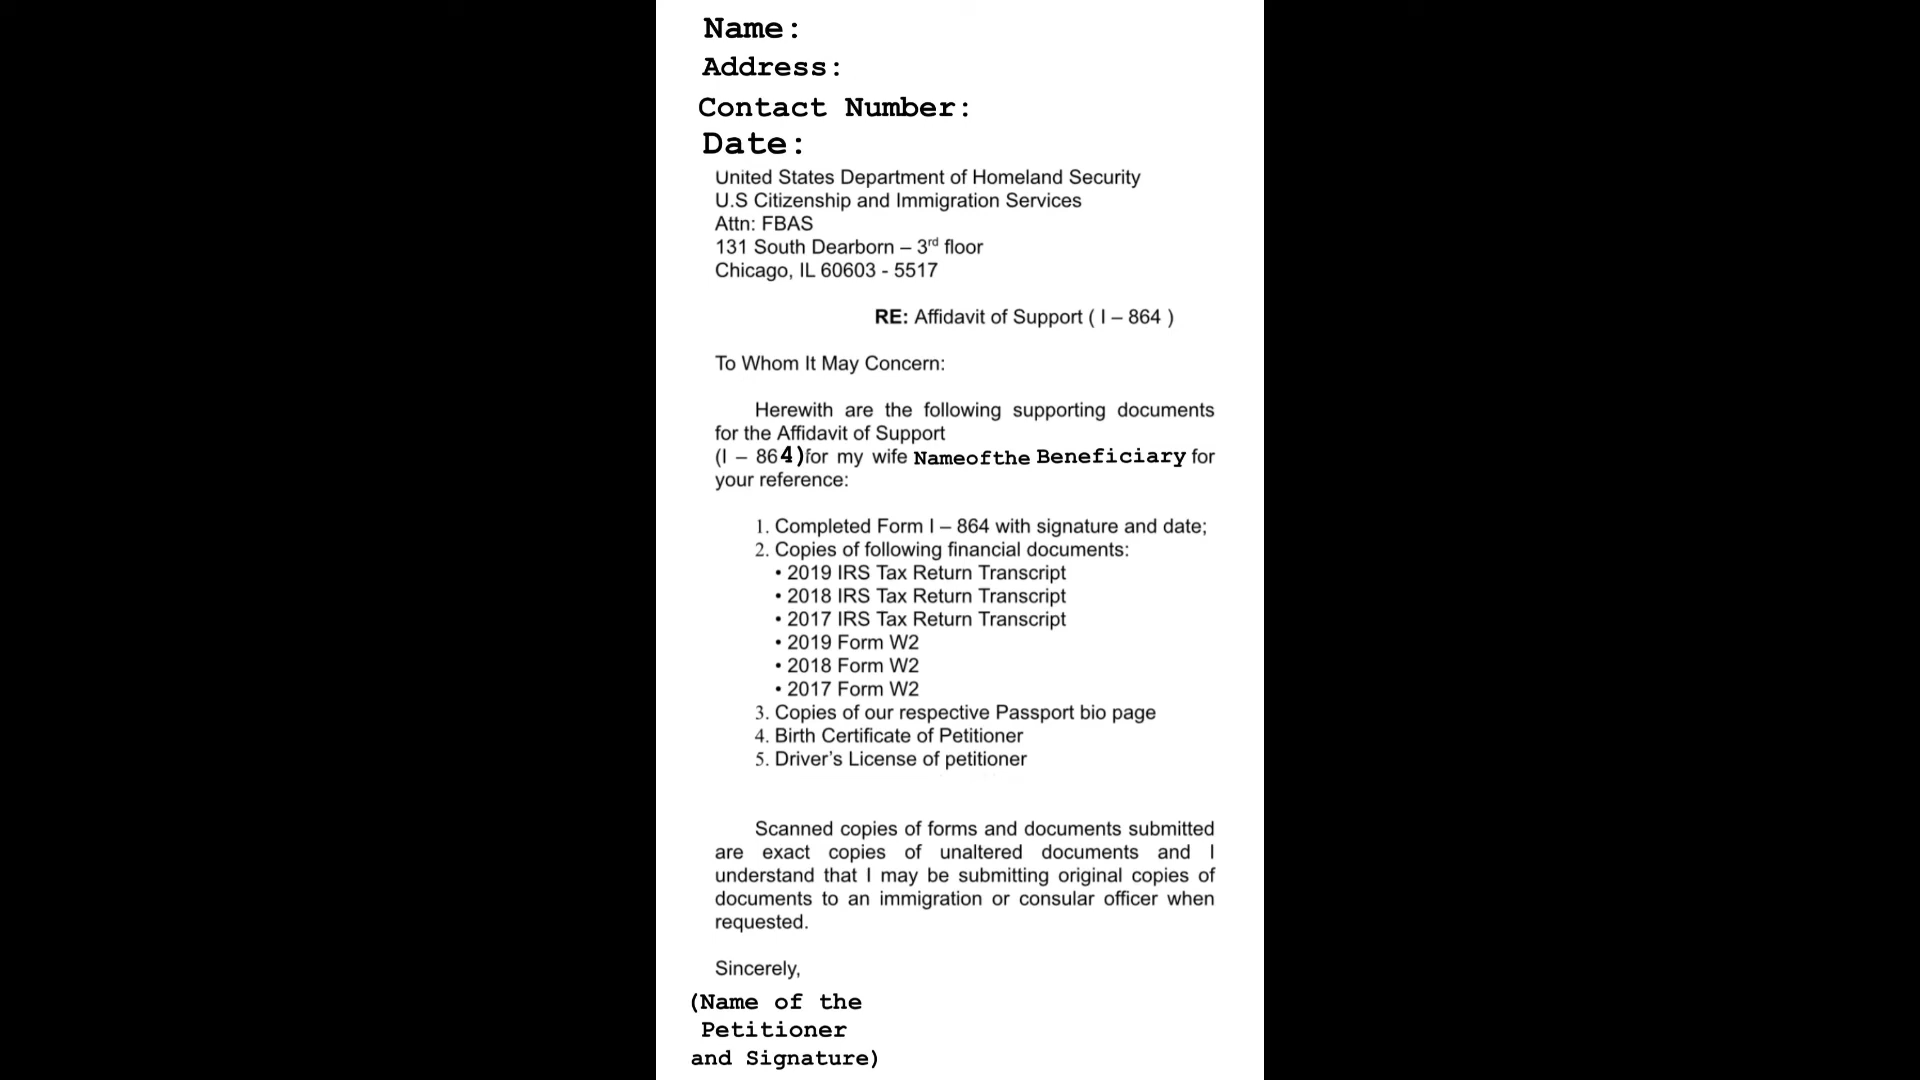 Name:
Address:
Contact Number:
Date:
United States Department of Homeland Security
U.S Citizenship and Immigration Services
Attn: FBAS
131 South Dearborn – 3rd floor
Chicago, IL 60603 - 5517
RE: Affidavit of Support ( I – 864 )
To Whom It May Concern:
Herewith are the following supporting documents
for the Affidavit of Support
(I – 864)for my wife Nameofthe Beneficiary for
your reference:
1. Completed Form I – 864 with signature and date;
2. Copies of following financial documents:
• 2019 IRS Tax Return Transcript
• 2018 IRS Tax Return Transcript
• 2017 IRS Tax Return Transcript
• 2019 Form W2
• 2018 Form W2
• 2017 Form W2
3. Copies of our respective Passport bio page
4. Birth Certificate of Petitioner
5. Driver’s License of petitioner
Scanned copies of forms and documents submitted
are exact copies of unaltered documents and I
understand that I may be submitting original copies of
documents to an immigration or consular officer when
requested.
Sincerely,
(Name of the
Petitioner
and Signature)